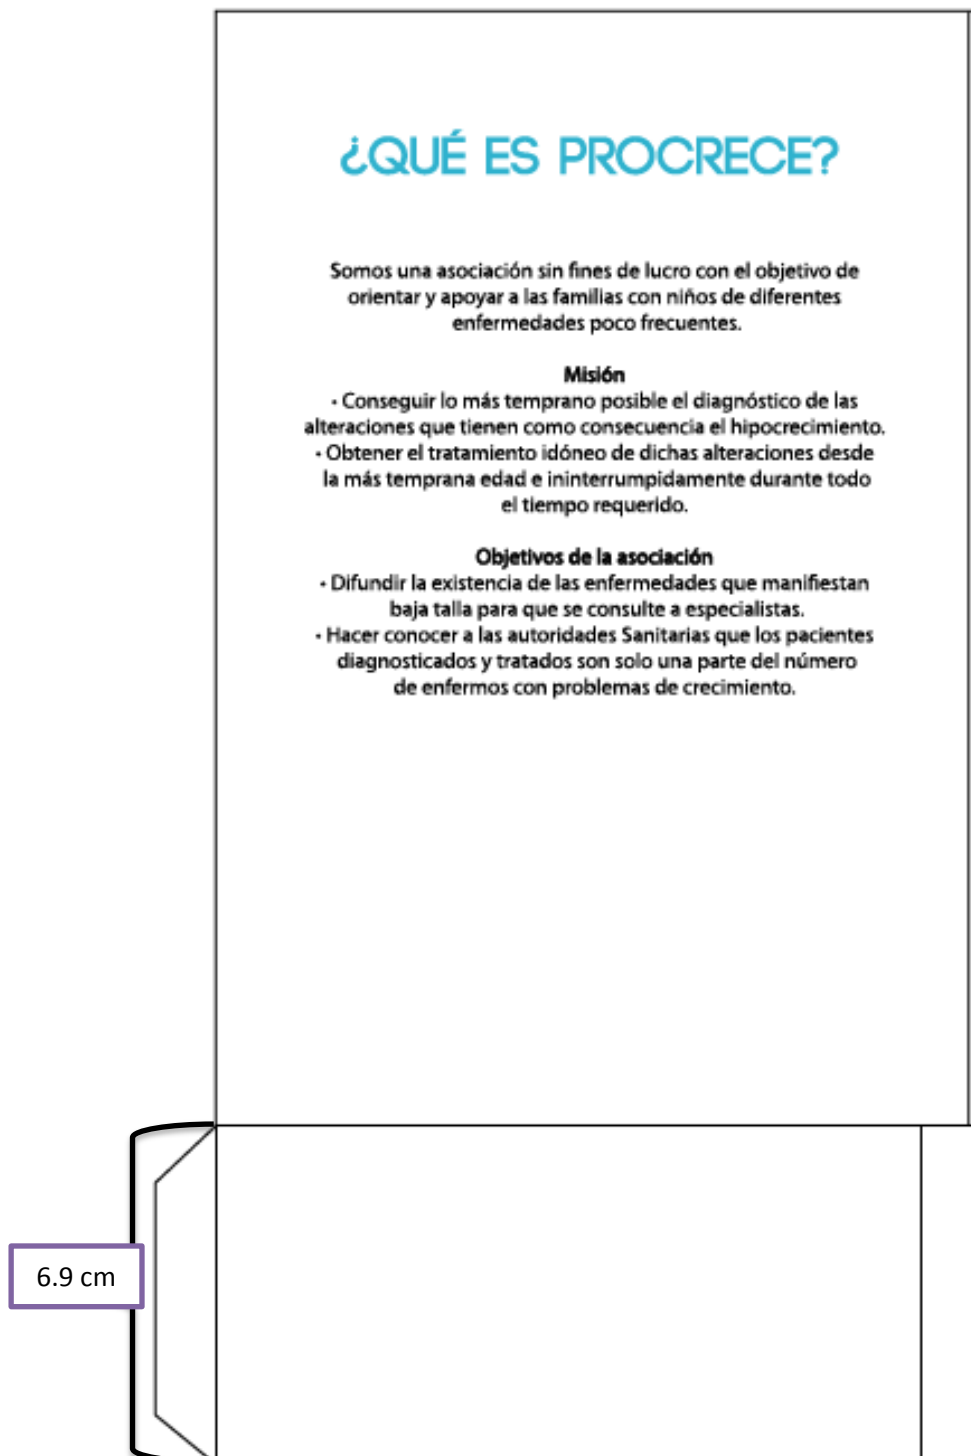 ¿QUÉ ES PROCRECE?
Somos una asociación sin fines de lucro con el objetivo de
orientar y apoyar a las familias con niños de diferentes
enfermedades poco frecuentes.
Misión
• Conseguir lo más temprano posible el diagnóstico de las
alteraciones que tienen como consecuencia el hipocrecimiento.
• Obtener el tratamiento idóneo de dichas alteraciones desde
la más temprana edad e ininterrumpidamente durante todo
el tiempo requerido.
Objetivos de la asociación
• Difundir la existencia de las enfermedades que manifiestan
baja talla para que se consulte a especialistas.
• Hacer conocer a las autoridades Sanitarias que los pacientes
diagnosticados y tratados son solo una parte del número
de enfermos con problemas de crecimiento.
6.9 cm